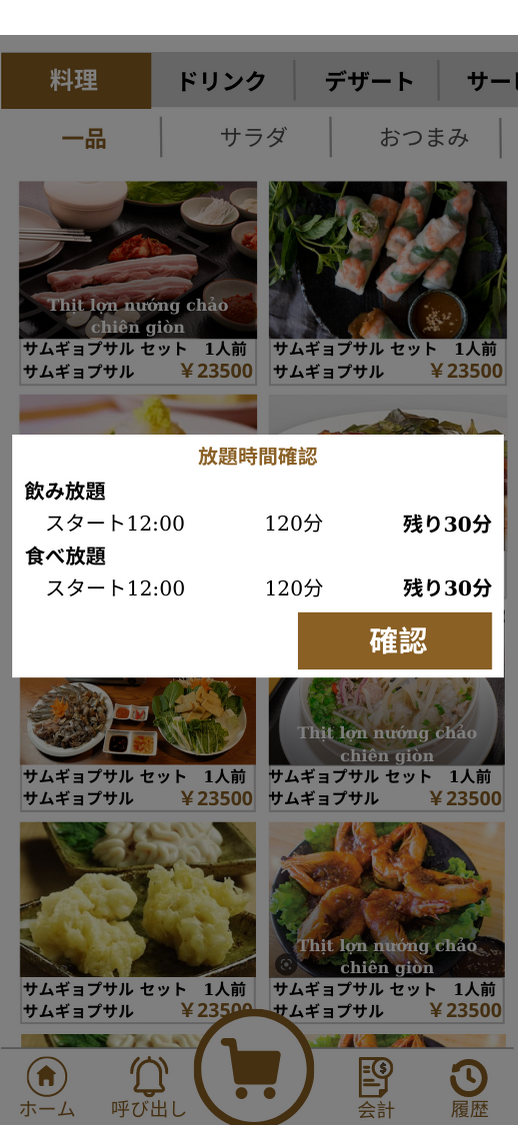 料理 ドリンク デザート サービ
一品 サラダ おつまみ
Thịt lợn nướng chảo
chiên giòn
サムギョプサル セット 1人前 サムギョプサル セット 1人前
サムギョプサル ￥23500 サムギョプサル ￥23500
放題時間確認
飲み放題
スタート12:00 120分 残り30分
食べ放題
スタート12:00 120分 残り30分
確認
Thịt lợn nướng chảo
chiên giòn
サムギョプサル セット 1人前 サムギョプサル セット 1人前
サムギョプサル ￥23500 サムギョプサル ￥23500
Thịt lợn nướng chảo
chiên giòn
サムギョプサル セット 1人前 サムギョプサル セット 1人前
サムギョプサル ￥23500 サムギョプサル ￥23500
ホーム 呼び出し 会計 履歴